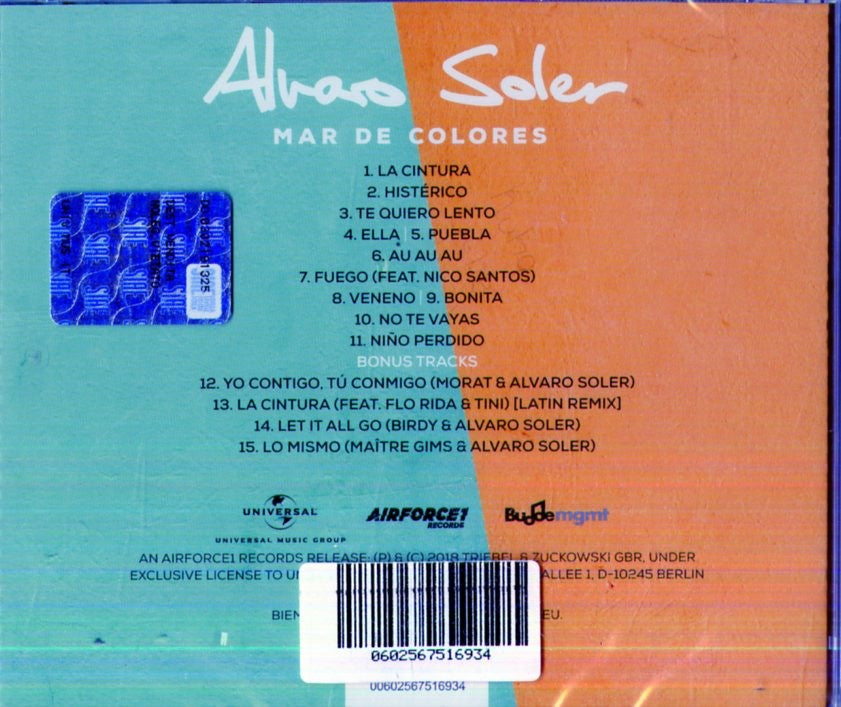 Alvaro Soler
MAR DE COLORES
1. LA CINTURA
2. HISTÉRICO
3. TE QUIERO LENTO
4. ELLA | 5. PUEBLA
6. AU AU AU
7. FUEGO (FEAT. NICO SANTOS)
8. VENENO | 9. BONITA
10. NO TE VAYAS
11. NIÑO PERDIDO
BONUS TRACKS
12. YO CONTIGO, TÚ CONMIGO (MORAT & ALVARO SOLER)
13. LA CINTURA (FEAT. FLO RIDA & TINI) [LATIN REMIX]
14. LET IT ALL GO (BIRDY & ALVARO SOLER)
15. LO MISMO (MAÎTRE GIMS & ALVARO SOLER)
UNIVERSAL
UNIVERSAL MUSIC GROUP
AIRFORCE1
RECORDS
Buddemgmt
AN AIRFORCE1 RECORDS RELEASE: (P) & (C) 2018 TRIEBEL & ZUCKOWSKI GBR, UNDER
EXCLUSIVE LICENSE TO ALLEE 1, D-10245 BERLIN
EU.
0602567516934
00602567516934